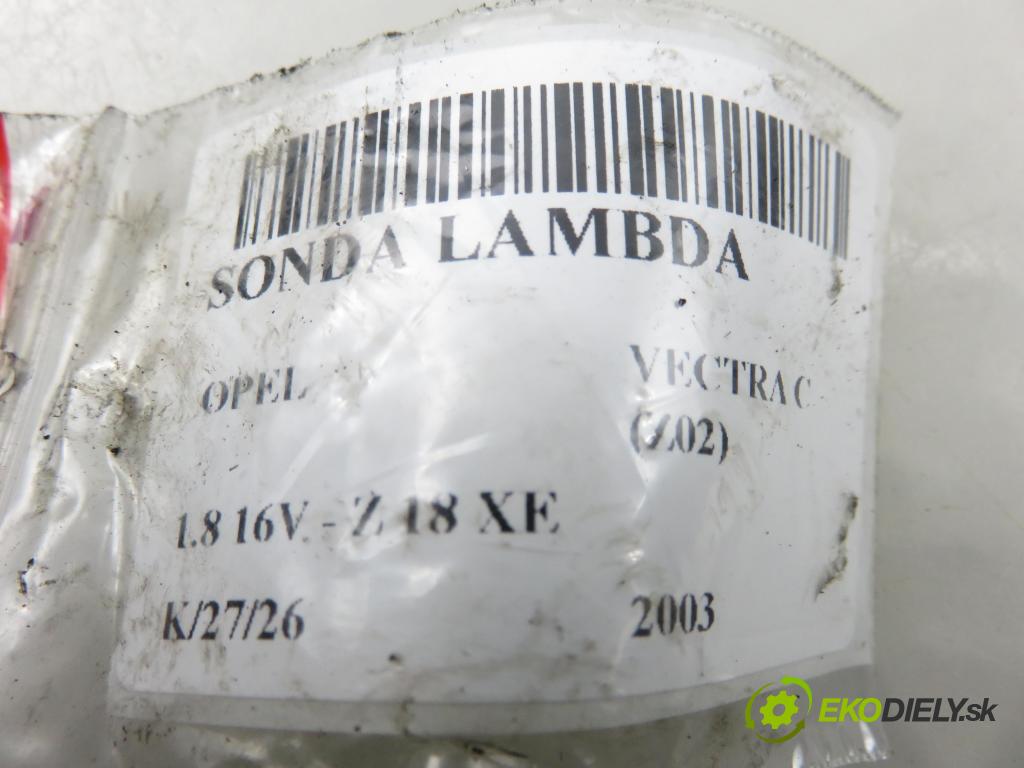 SONDA LAMBDA
OPEL
VECTRA C
(Z02)
1.8 16V. - Z 18 XE
K/27/26
2003
EKODIELY.sk